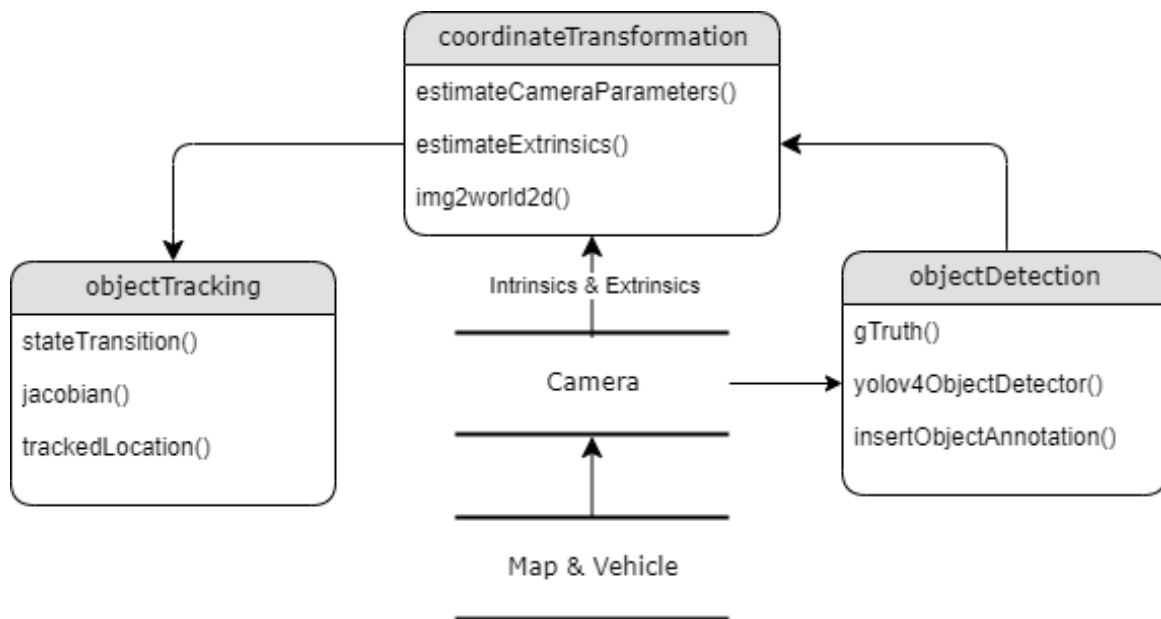 coordinateTransformation
estimateCameraParameters()
estimateExtrinsics()
img2world2d()
objectTracking
stateTransition()
jacobian()
trackedLocation()
Intrinsics & Extrinsics
Camera
Map & Vehicle
objectDetection
gTruth()
yolov4ObjectDetector()
insertObjectAnnotation()